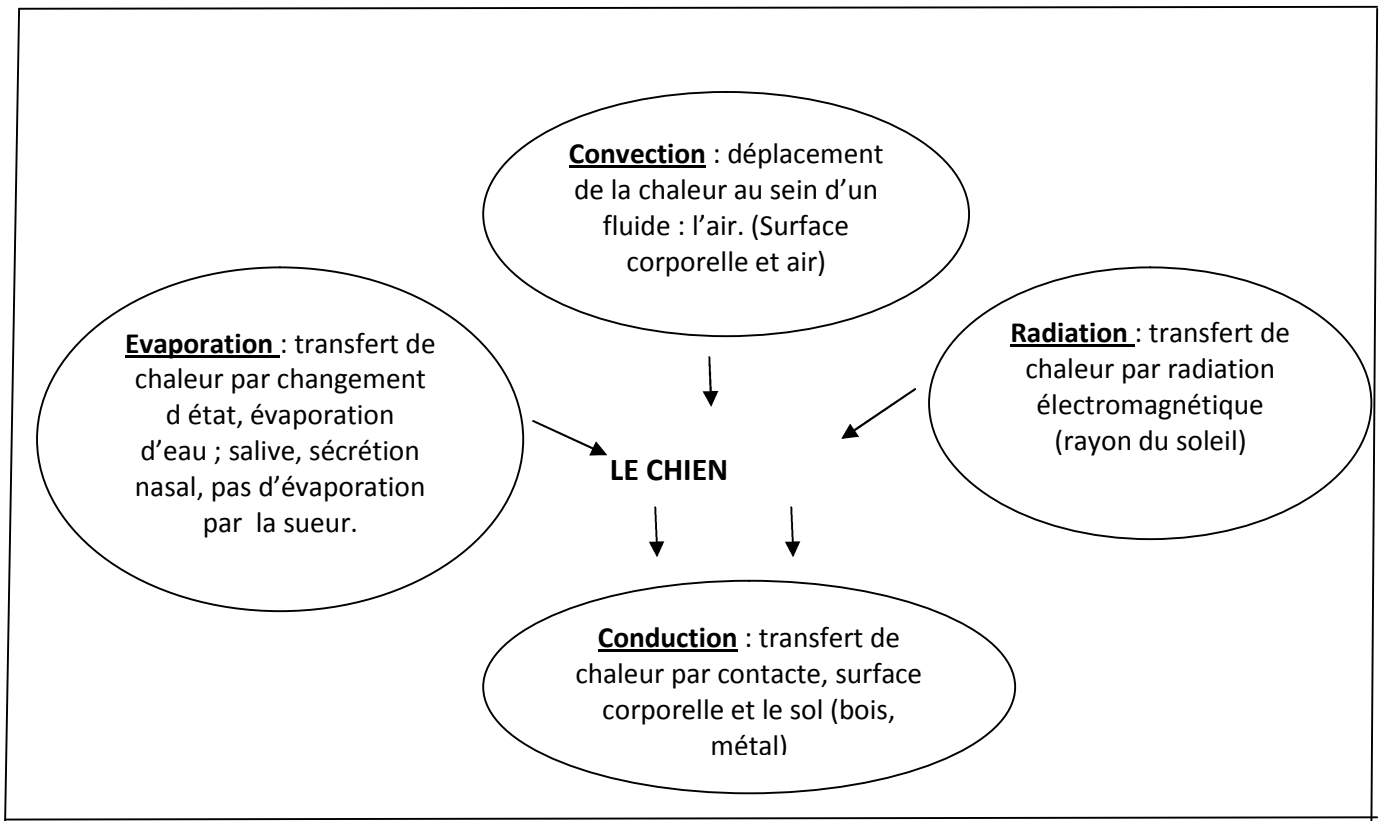 Convection : déplacement
de la chaleur au sein d’un
fluide : l’air. (Surface
corporelle et air)
Evaporation : transfert de
chaleur par changement
d état, évaporation
d’eau ; salive, sécrétion
nasal, pas d’évaporation
par la sueur.
Radiation : transfert de
chaleur par radiation
électromagnétique
(rayon du soleil)
LE CHIEN
Conduction : transfert de
chaleur par contacte, surface
corporelle et le sol (bois,
métal)